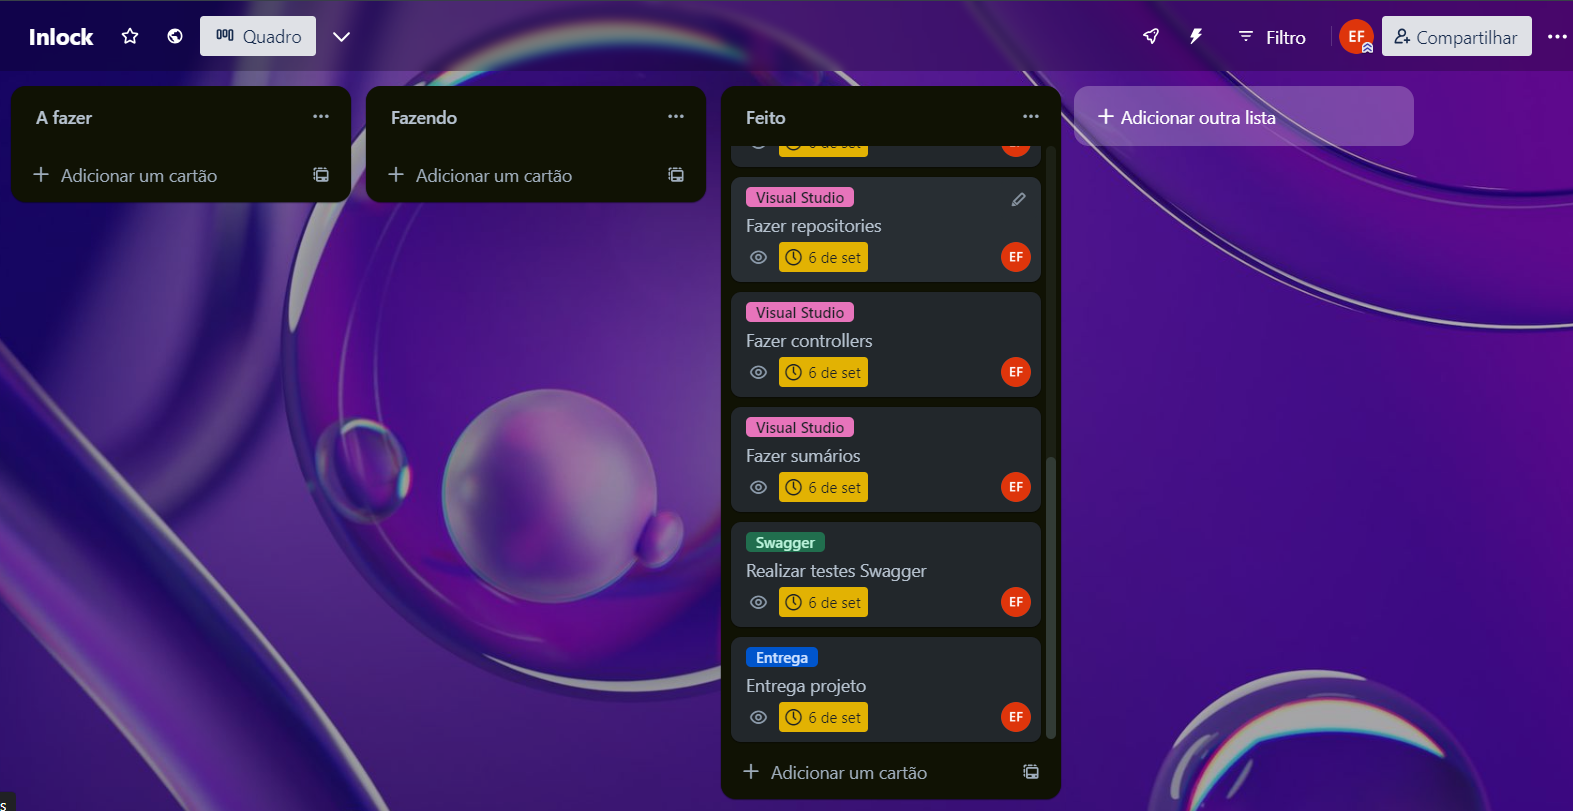 Inlock
Quadro
Filtro
EF
Compartilhar
A fazer
Adicionar um cartão
Fazendo
Adicionar um cartão
Feito
Visual Studio
Fazer repositories
6 de set
EF
Visual Studio
Fazer controllers
6 de set
EF
Visual Studio
Fazer sumários
6 de set
EF
Swagger
Realizar testes Swagger
6 de set
EF
Entrega
Entrega projeto
6 de set
EF
Adicionar um cartão
Adicionar outra lista
s